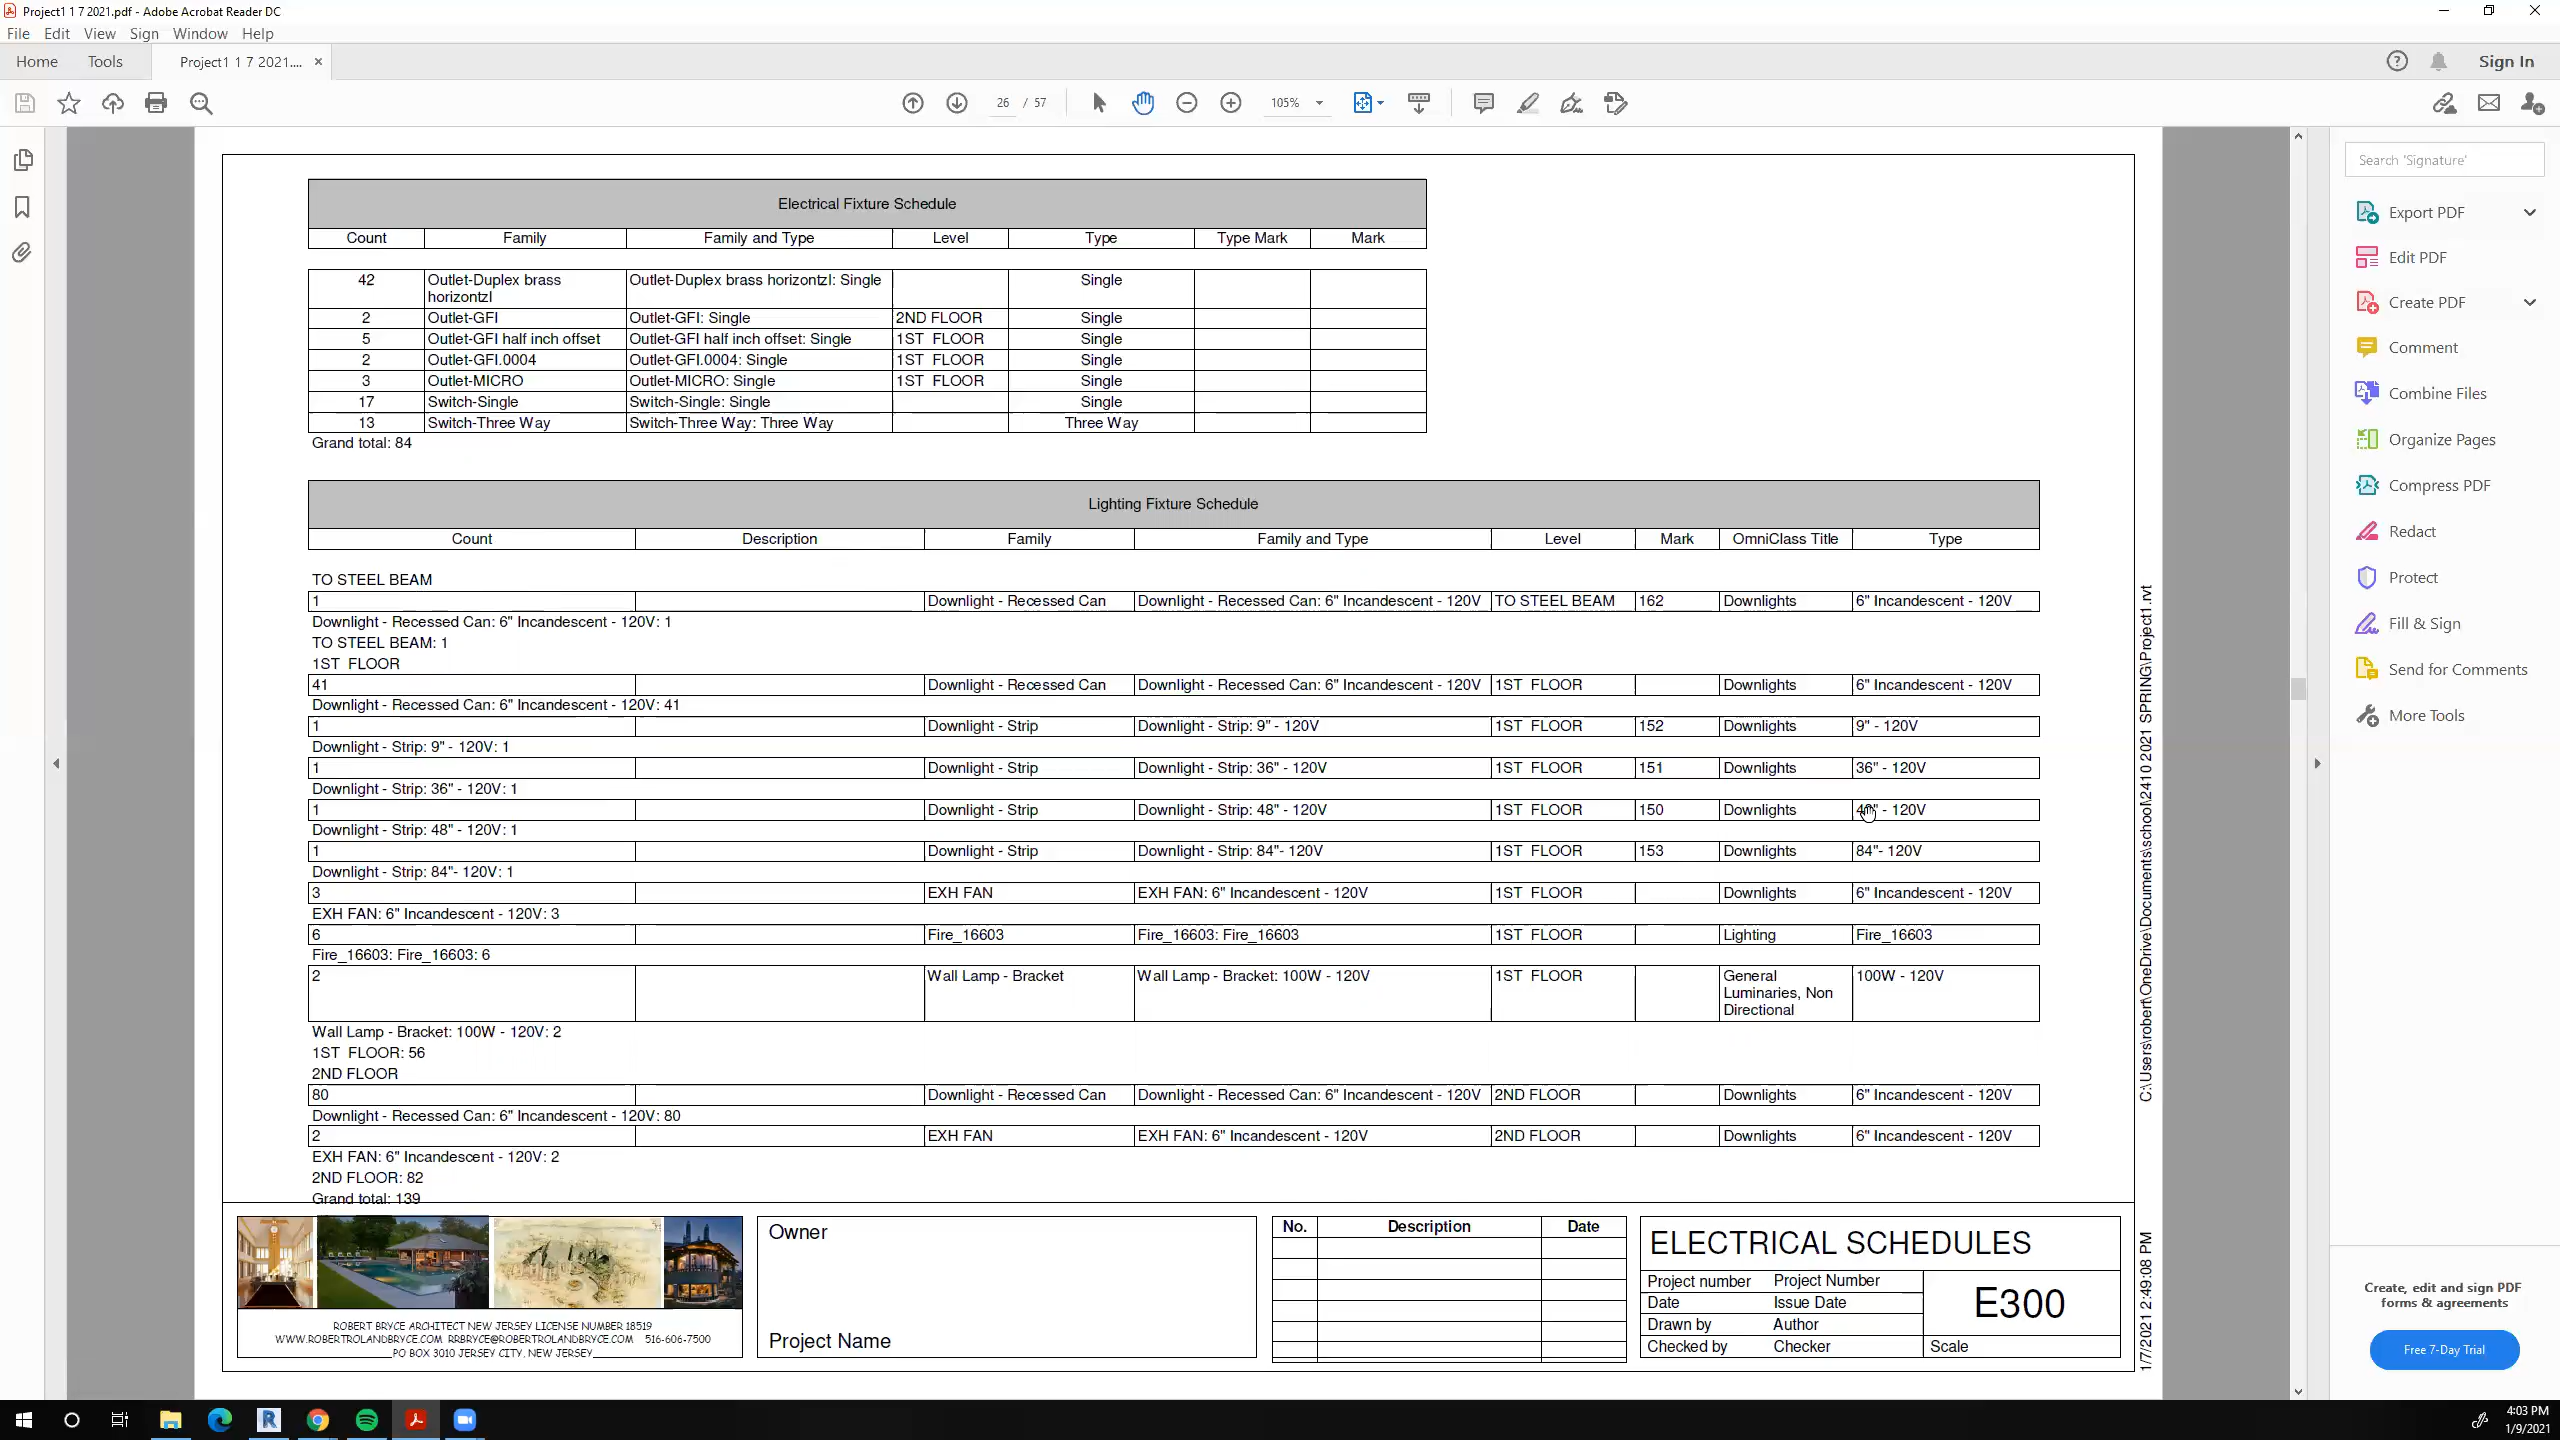 Project1 1 7 2021.pdf - Adobe Acrobat Reader DC
File Edit View Sign Window Help
Home Tools Project1 1 7 2021.... × Sign In
26 / 57 105%
Search 'Signature'
Export PDF
Edit PDF
Create PDF
Comment
Combine Files
Organize Pages
Compress PDF
Redact
Protect
Fill & Sign
Send for Comments
More Tools
Create, edit and sign PDF
forms & agreements
Free 7-Day Trial
Electrical Fixture Schedule
Count Family Family and Type Level Type Type Mark Mark
42 Outlet-Duplex brass Outlet-Duplex brass horizontzl: Single Single
horizontzl
2 Outlet-GFI Outlet-GFI: Single 2ND FLOOR Single
5 Outlet-GFI half inch offset Outlet-GFI half inch offset: Single 1ST FLOOR Single
2 Outlet-GFI.0004 Outlet-GFI.0004: Single 1ST FLOOR Single
3 Outlet-MICRO Outlet-MICRO: Single 1ST FLOOR Single
17 Switch-Single Switch-Single: Single Single
13 Switch-Three Way Switch-Three Way: Three Way Three Way
Grand total: 84
Lighting Fixture Schedule
Count Description Family Family and Type Level Mark OmniClass Title Type
TO STEEL BEAM
1 Downlight - Recessed Can Downlight - Recessed Can: 6" Incandescent - 120V TO STEEL BEAM 162 Downlights 6" Incandescent - 120V
Downlight - Recessed Can: 6" Incandescent - 120V: 1
TO STEEL BEAM: 1
1ST FLOOR
41 Downlight - Recessed Can Downlight - Recessed Can: 6" Incandescent - 120V 1ST FLOOR Downlights 6" Incandescent - 120V
Downlight - Recessed Can: 6" Incandescent - 120V: 41
1 Downlight - Strip Downlight - Strip: 9" - 120V 1ST FLOOR 152 Downlights 9" - 120V
Downlight - Strip: 9" - 120V: 1
1 Downlight - Strip Downlight - Strip: 36" - 120V 1ST FLOOR 151 Downlights 36" - 120V
Downlight - Strip: 36" - 120V: 1
1 Downlight - Strip Downlight - Strip: 48" - 120V 1ST FLOOR 150 Downlights - 120V
Downlight - Strip: 48" - 120V: 1
1 Downlight - Strip Downlight - Strip: 84"- 120V 1ST FLOOR 153 Downlights 84"- 120V
Downlight - Strip: 84"- 120V: 1
3 EXH FAN EXH FAN: 6" Incandescent - 120V 1ST FLOOR Downlights 6" Incandescent - 120V
EXH FAN: 6" Incandescent - 120V: 3
6 Fire_16603 Fire_16603: Fire_16603 1ST FLOOR Lighting Fire_16603
Fire_16603: Fire_16603: 6
2 Wall Lamp - Bracket Wall Lamp - Bracket: 100W - 120V 1ST FLOOR General 100W - 120V
Luminaries, Non
Directional
Wall Lamp - Bracket: 100W - 120V: 2
1ST FLOOR: 56
2ND FLOOR
80 Downlight - Recessed Can Downlight - Recessed Can: 6" Incandescent - 120V 2ND FLOOR Downlights 6" Incandescent - 120V
Downlight - Recessed Can: 6" Incandescent - 120V: 80
2 EXH FAN EXH FAN: 6" Incandescent - 120V 2ND FLOOR Downlights 6" Incandescent - 120V
EXH FAN: 6" Incandescent - 120V: 2
2ND FLOOR: 82
Grand total: 139
ROBERT BRYCE ARCHITECT NEW JERSEY LICENSE NUMBER 18519
WWW.ROBERTROLANDBRYCE.COM RRBRYCE@ROBERTROLANDBRYCE.COM 516-606-7500
PO BOX 3010 JERSEY CITY, NEW JERSEY
Owner
Project Name
No. Description Date
ELECTRICAL SCHEDULES
Project number Project Number
Date Issue Date
Drawn by Author
Checked by Checker
E300
Scale
C:\Users\robert\OneDrive\Documents\school\2410 2021 SPRING\Project1.rvt
1/7/2021 2:49:08 PM
4:03 PM
1/9/2021